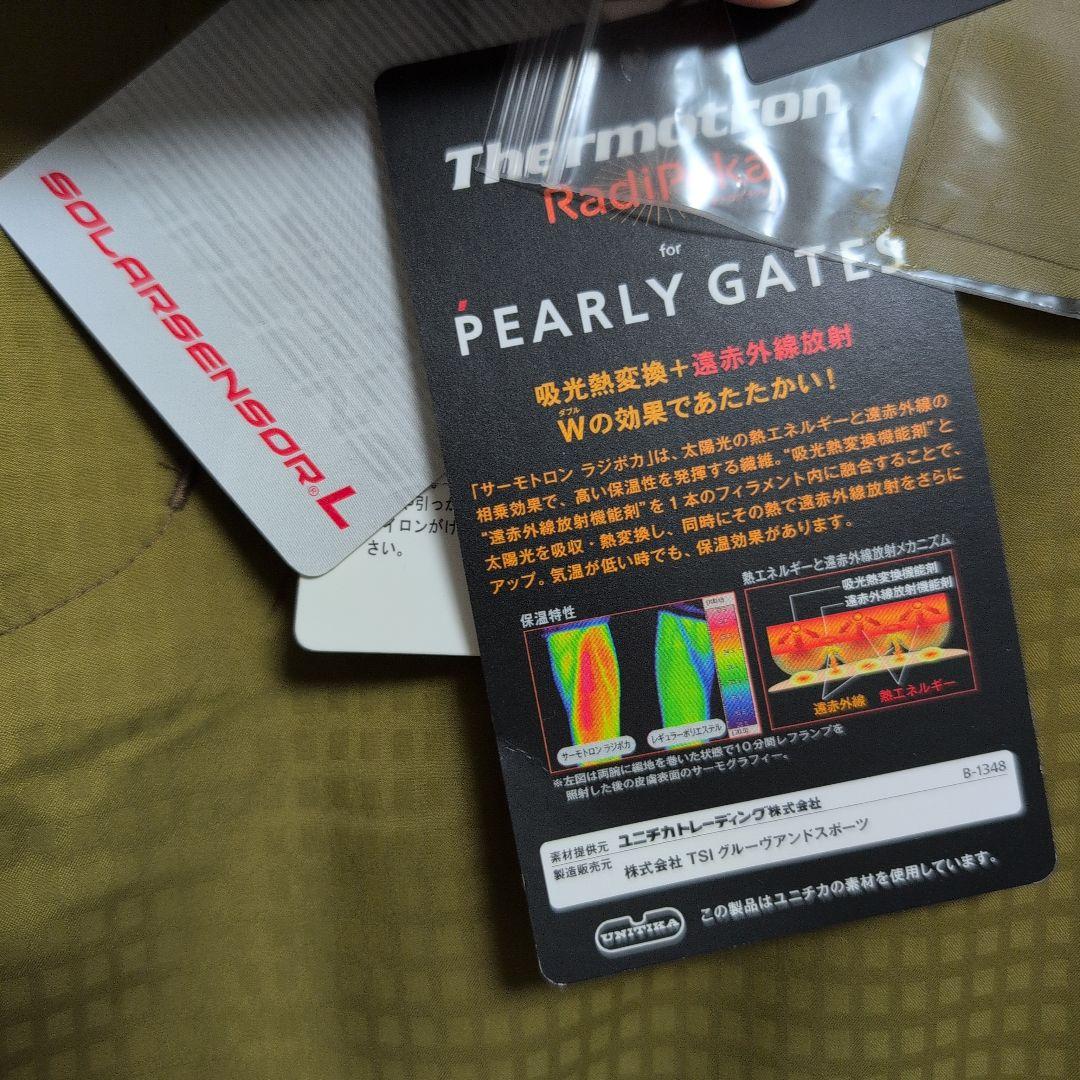 SOLARSENSOR® L
や引っか
イロンがけ
さい。
Thermotron
RadiPoka
for
PEARLY GATES
吸光熱変換+遠赤外線放射
ダブル
Wの効果であたたかい!
「サーモトロン ラジポカ」は、太陽光の熱エネルギーと遠赤外線の
相乗効果で、高い保温性を発揮する繊維。“吸光熱変換機能剤”と
“遠赤外線放射機能剤”を1本のフィラメント内に融合することで、
太陽光を吸収・熱変換し、同時にその熱で遠赤外線放射をさらに
アップ。気温が低い時でも、保温効果があります。
保温特性
サーモトロン ラジポカ
レギュラーポリエステル
熱エネルギーと遠赤外線放射メカニズム
吸光熱変換機能剤
遠赤外線放射機能剤
遠赤外線
熱エネルギー
※左図は両腕に編地を巻いた状態で10分間レフランプを
照射した後の皮膚表面のサーモグラフィー。
B-1348
素材提供元 ユニチカトレーディング株式会社
製造販売元 株式会社 TSI グルーヴアンドスポーツ
UNITIKA この製品はユニチカの素材を使用しています。